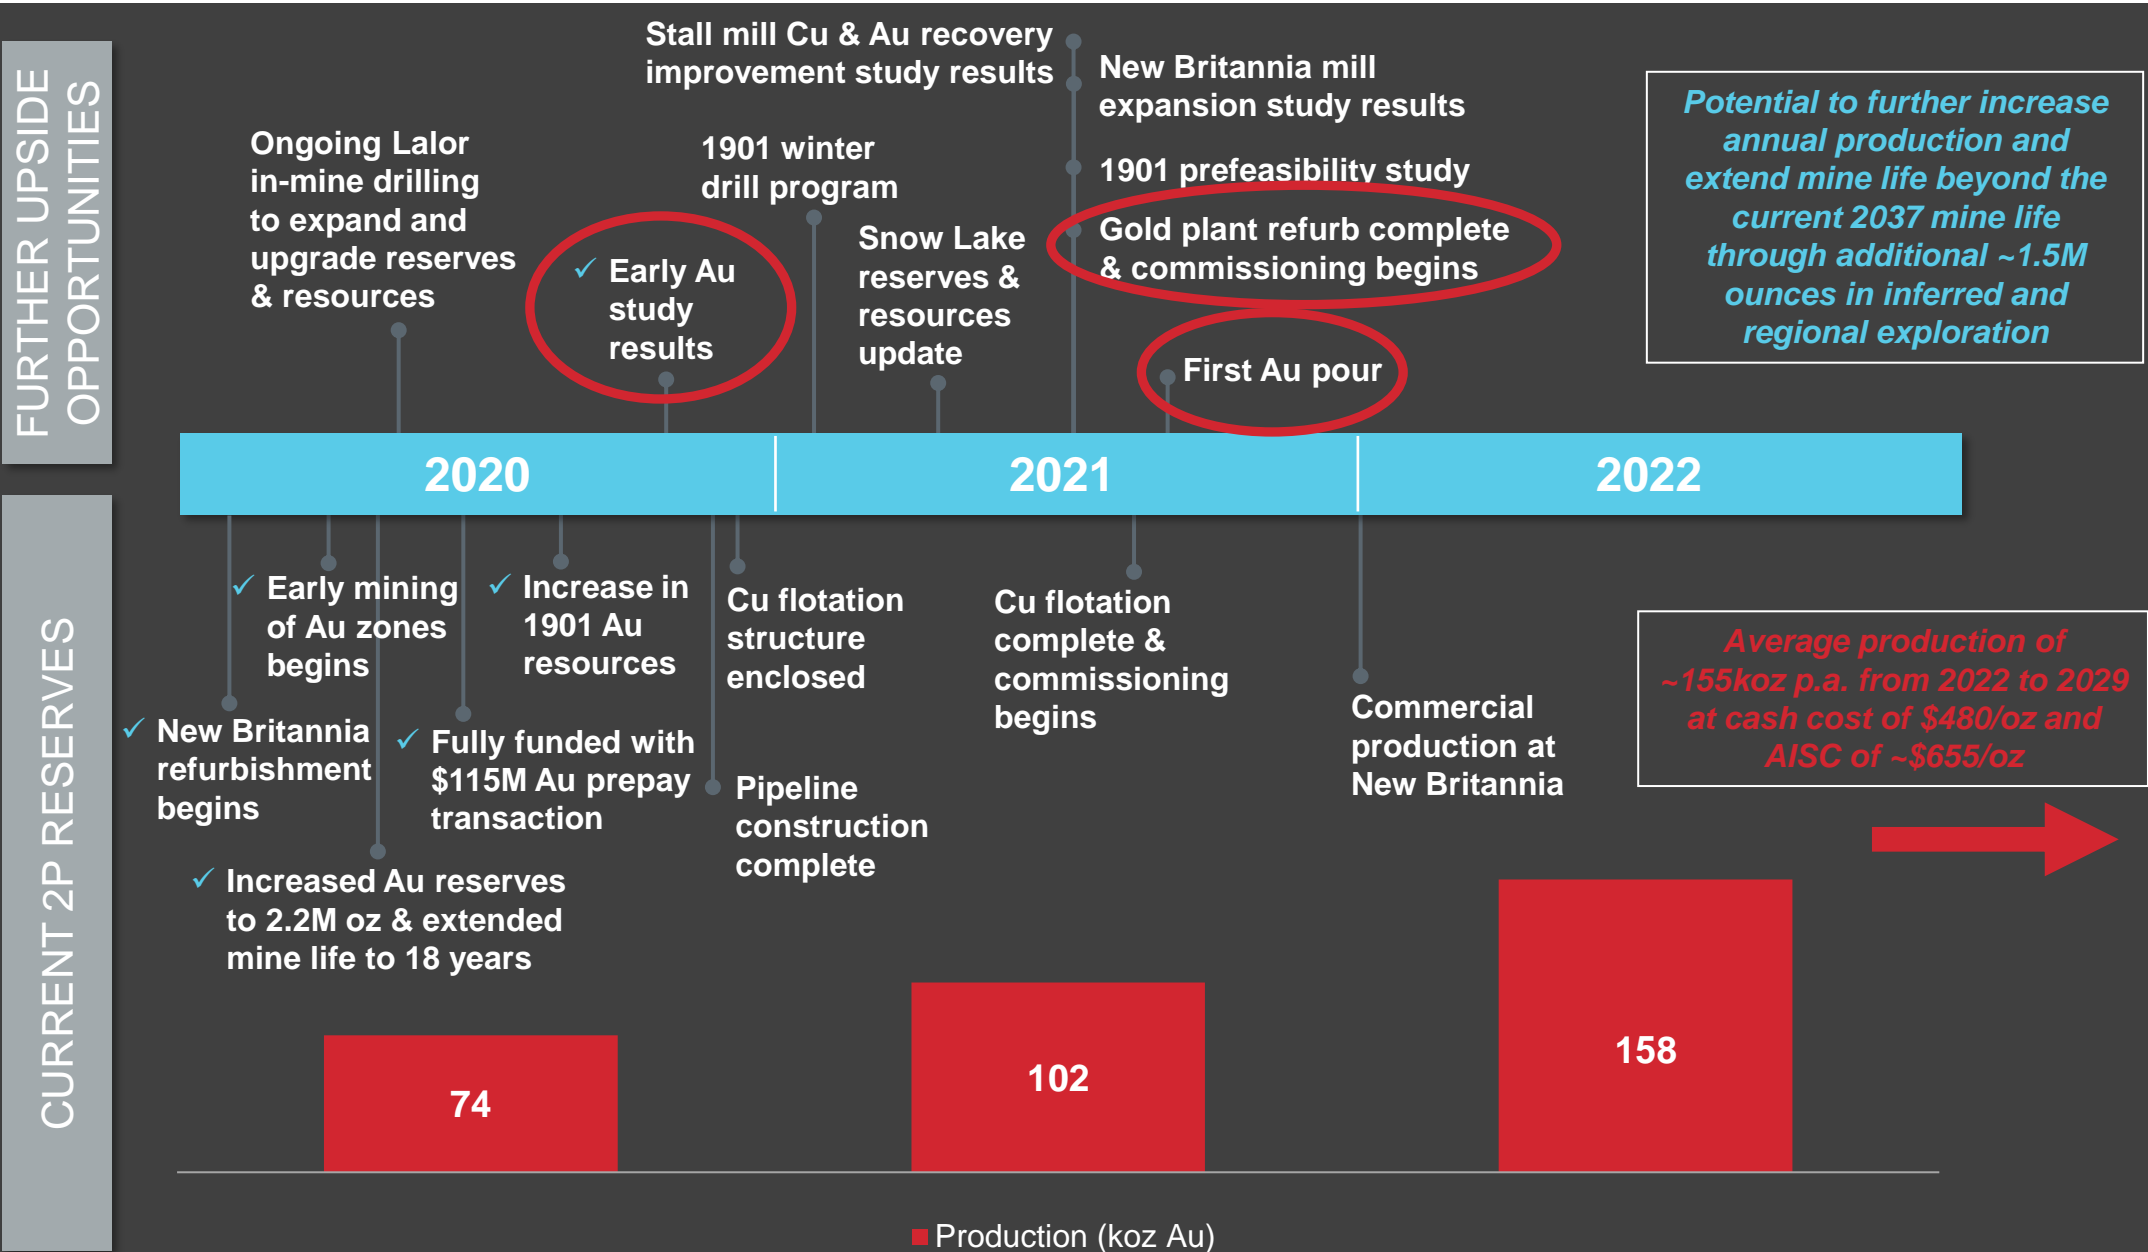 FURTHER UPSIDE
OPPORTUNITIES
Stall mill Cu & Au recovery
improvement study results
New Britannia mill
expansion study results
Ongoing Lalor
in-mine drilling
to expand and
upgrade reserves
& resources
✓ Early Au
study
results
1901 winter
drill program
Snow Lake
reserves &
resources
update
1901 prefeasibility study
Gold plant refurb complete
& commissioning begins
First Au pour
Potential to further increase
annual production and
extend mine life beyond the
current 2037 mine life
through additional ~1.5M
ounces in inferred and
regional exploration
2020
2021
2022
CURRENT 2P RESERVES
✓ Early mining
of Au zones
begins
✓ Increase in
1901 Au
resources
Cu flotation
structure
enclosed
Cu flotation
complete &
commissioning
begins
✓ New Britannia
refurbishment
begins
✓ Fully funded with
$115M Au prepay
transaction
Pipeline
construction
complete
Commercial
production at
New Britannia
✓ Increased Au reserves
to 2.2M oz & extended
mine life to 18 years
Average production of
~155koz p.a. from 2022 to 2029
at cash cost of $480/oz and
AISC of ~$655/oz
74
102
158
Production (koz Au)